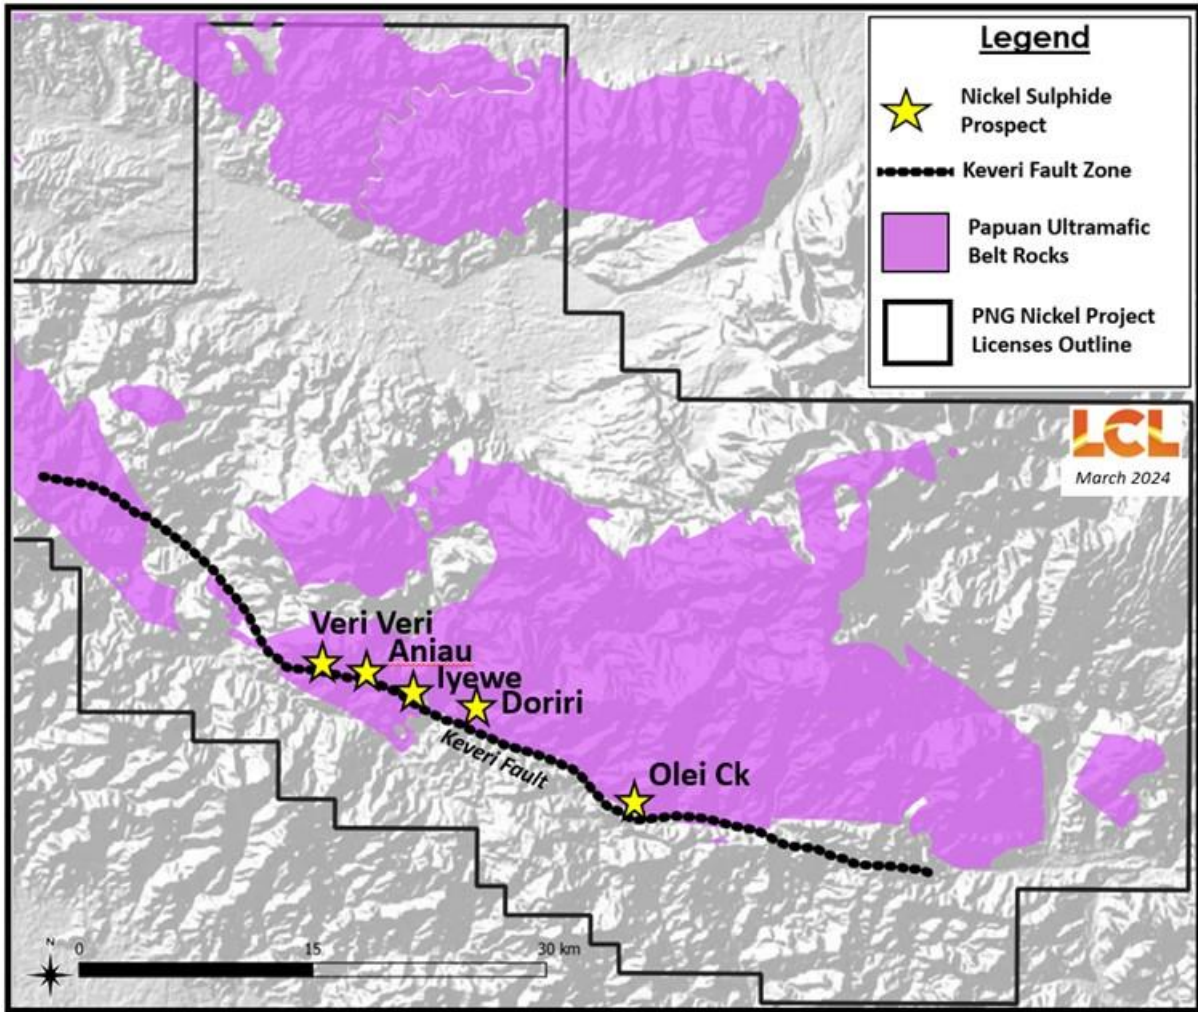 Legend
Nickel Sulphide
Prospect
Keveri Fault Zone
Papuan Ultramafic
Belt Rocks
PNG Nickel Project
Licenses Outline
LCL
March 2024
Veri Veri
Aniau
Iyewe
Doriri
Keveri Fault
Olei Ck
N
0 15 30 km